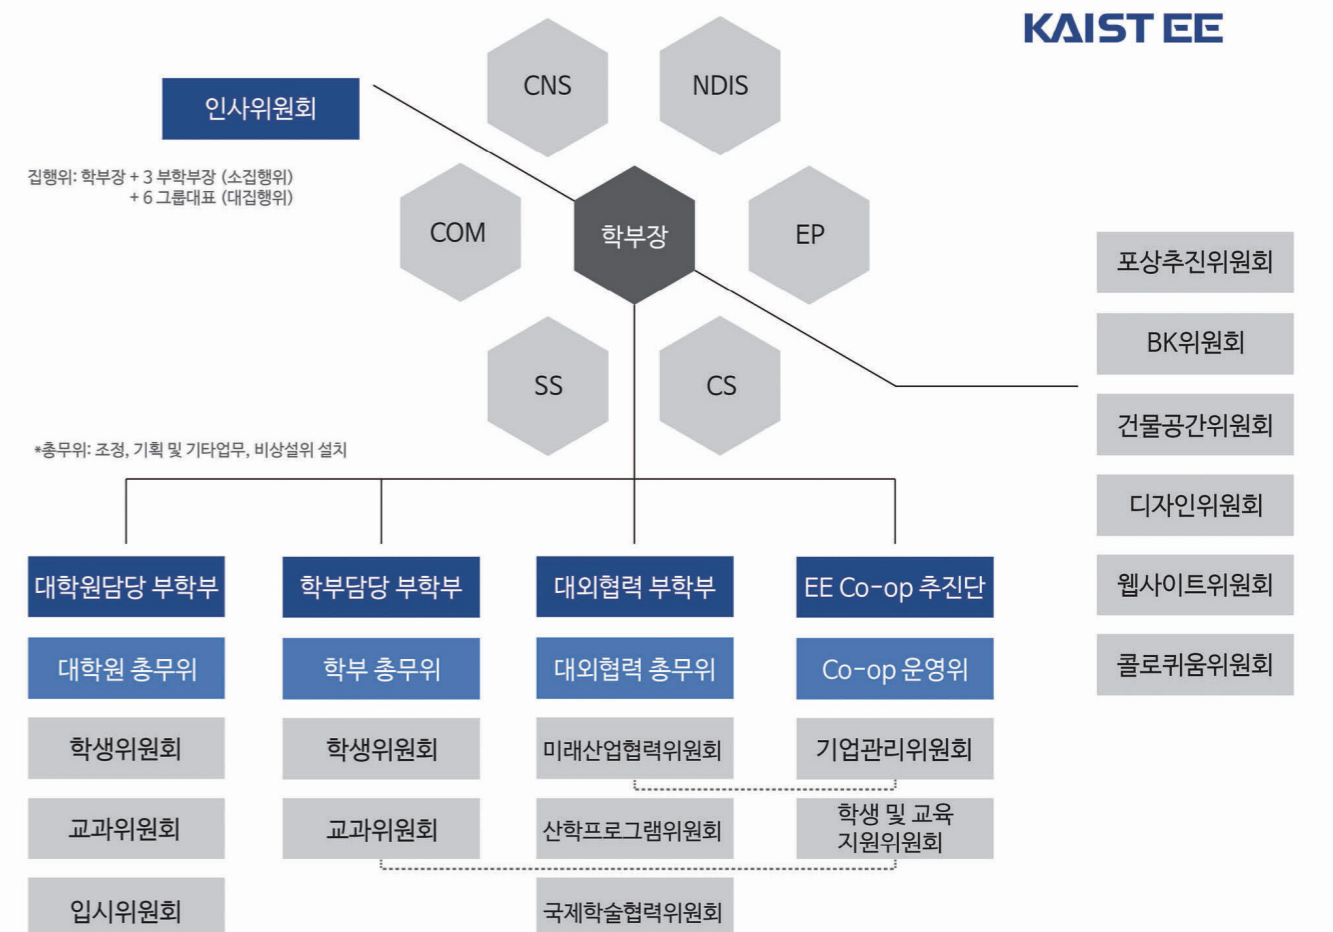 KAIST EE
CNS
NDIS
인사위원회
집행위: 학부장 + 3 부학부장 (소집행위)
+ 6 그룹대표 (대집행위)
COM
학부장
EP
SS
CS
포상추진위원회
BK위원회
건물공간위원회
디자인위원회
웹사이트위원회
콜로퀴움위원회
*총무위: 조정, 기획 및 기타업무, 비상설위 설치
대학원담당 부학부
학부담당 부학부
대외협력 부학부
EE Co-op 추진단
대학원 총무위
학부 총무위
대외협력 총무위
Co-op 운영위
학생위원회
학생위원회
미래산업협력위원회
기업관리위원회
교과위원회
교과위원회
산학프로그램위원회
학생 및 교육
지원위원회
입시위원회
국제학술협력위원회